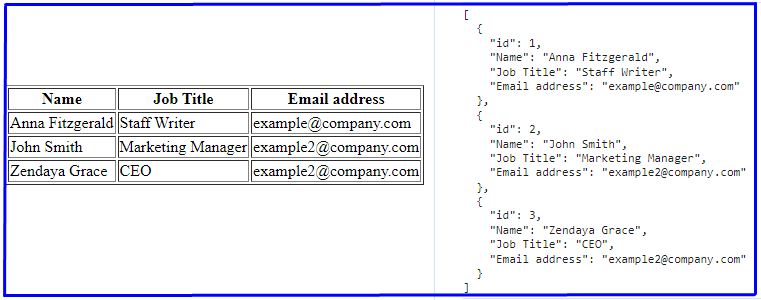 Name Job Title Email address
Anna Fitzgerald Staff Writer example@company.com
John Smith Marketing Manager example2@company.com
Zendaya Grace CEO example2@company.com
[
{
"id": 1,
"Name": "Anna Fitzgerald",
"Job Title": "Staff Writer",
"Email address": "example@company.com"
},
{
"id": 2,
"Name": "John Smith",
"Job Title": "Marketing Manager",
"Email address": "example2@company.com"
},
{
"id": 3,
"Name": "Zendaya Grace",
"Job Title": "CEO",
"Email address": "example2@company.com"
}
]